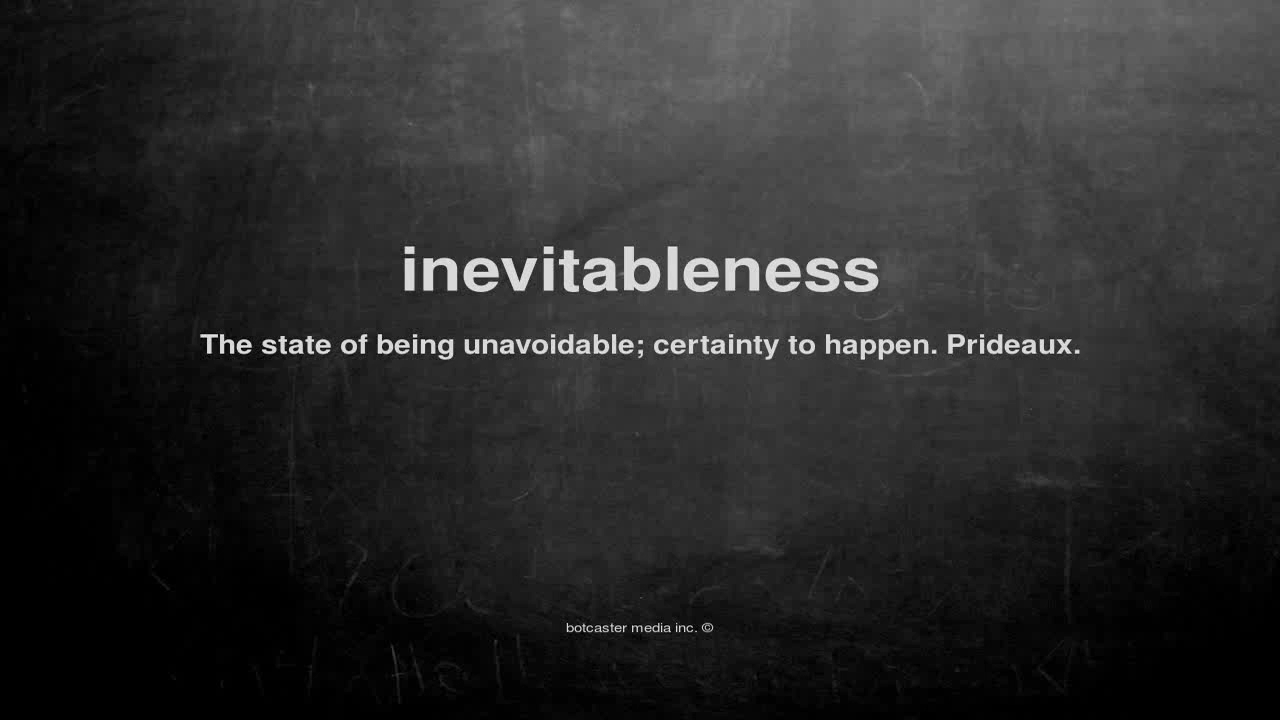 inevitableness
The state of being unavoidable; certainty to happen. Prideaux.
botcaster media inc. ©